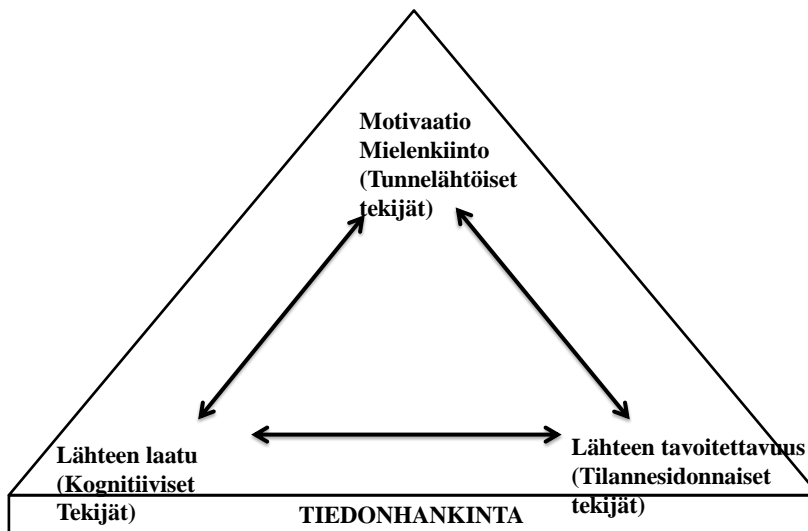 Motivaatio
Mielenkiinto
(Tunnelähtöiset
tekijät)
Lähteen laatu
(Kognitiiviset
Tekijät)
Lähteen tavoitettavuus
(Tilannesidonnaiset
tekijät)
TIEDONHANKINTA